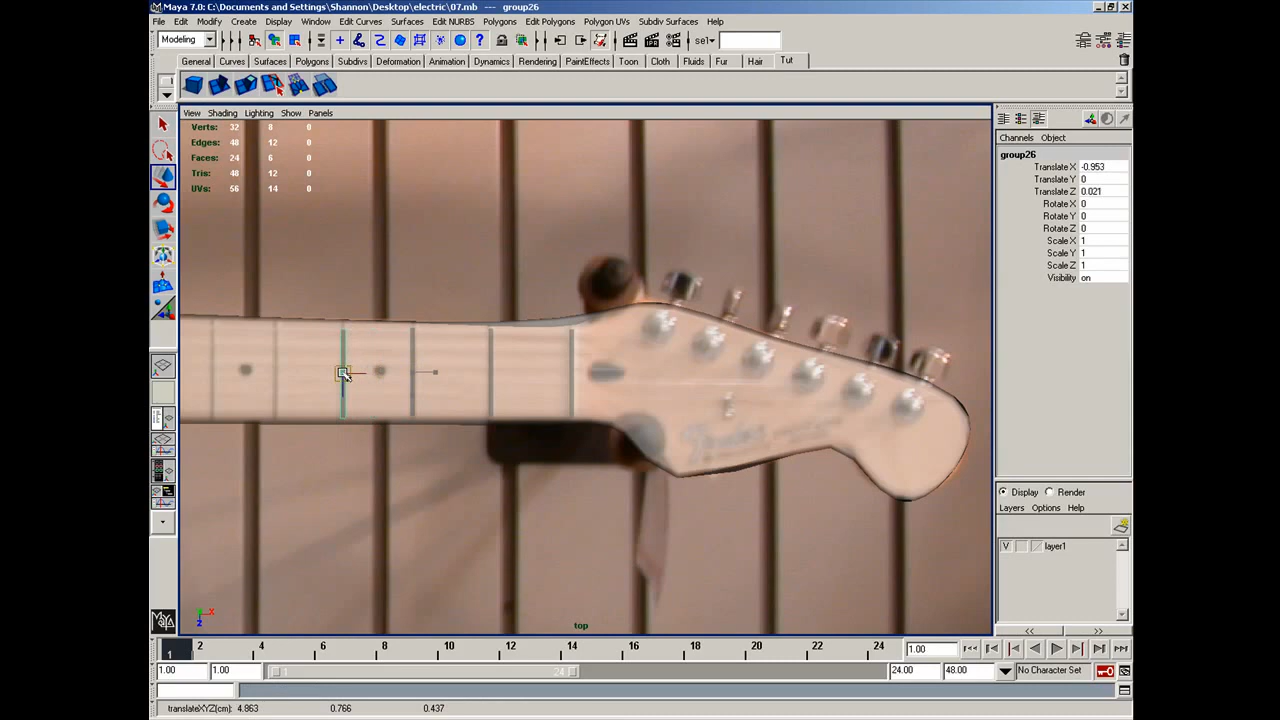 Maya 7.0: C:\Documents and Settings\Shannon\Desktop\electric\07.mb --- group26
File Edit Modify Create Display Window Edit Curves Surfaces Edit NURBS Polygons Edit Polygons Polygon UVs Subdiv Surfaces Help
Modeling sel
General Curves Surfaces Polygons Subdivs Deformation Animation Dynamics Rendering PaintEffects Toon Cloth Fluids Fur Hair Tut
View Shading Lighting Show Panels
Verts: 32 8 0
Edges: 48 12 0
Faces: 24 6 0
Tris: 48 12 0
UVs: 56 14 0
Channels Object
group26
Translate X -0.953
Translate Y 0
Translate Z 0.021
Rotate X 0
Rotate Y 0
Rotate Z 0
Scale X 1
Scale Y 1
Scale Z 1
Visibility on
Display Render
Layers Options Help
V layer1
x
z
top
<< >>
1 2 4 6 8 10 12 14 16 18 20 22 24 1.00
1.00 1.00 1 24 24.00 48.00 No Character Set
translateXYZ(cm): 4.863 0.766 0.437